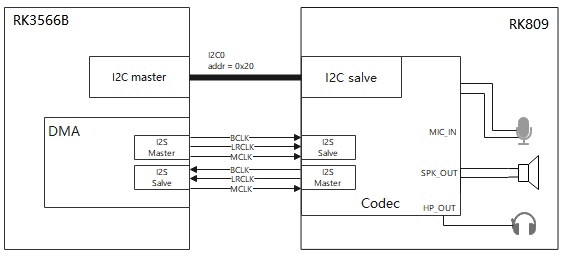 RK3566B
RK809
I2C0
addr = 0x20
I2C master
I2C salve
DMA
I2S
Master
BCLK
LRCLK
MCLK
I2S
Salve
I2S
Salve
BCLK
LRCLK
MCLK
I2S
Master
MIC_IN
SPK_OUT
Codec
HP_OUT